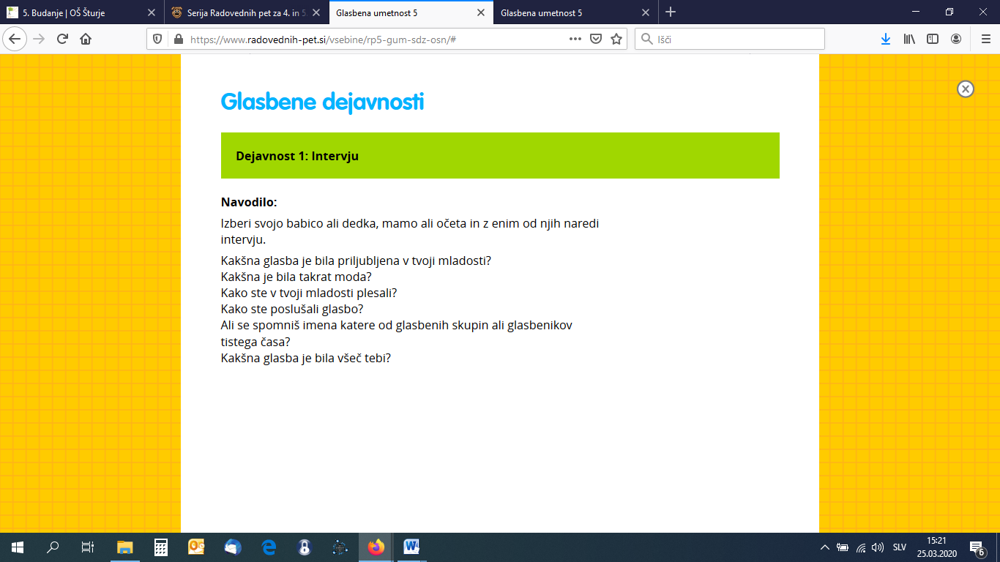 5. Budanje | OŠ Šturje
Serija Radovednih pet za 4. in 5.
Glasbena umetnost 5
Glasbena umetnost 5
https://www.radovednih-pet.si/vsebine/rp5-gum-sdz-osn/#
Išči
Glasbene dejavnosti
Dejavnost 1: Intervju
Navodilo:
Izberi svojo babico ali dedka, mamo ali očeta in z enim od njih naredi
intervju.
Kakšna glasba je bila priljubljena v tvoji mladosti?
Kakšna je bila takrat moda?
Kako ste v tvoji mladosti plesali?
Kako ste poslušali glasbo?
Ali se spomniš imena katere od glasbenih skupin ali glasbenikov
tistega časa?
Kakšna glasba je bila všeč tebi?
SLV
15:21
25.03.2020
6